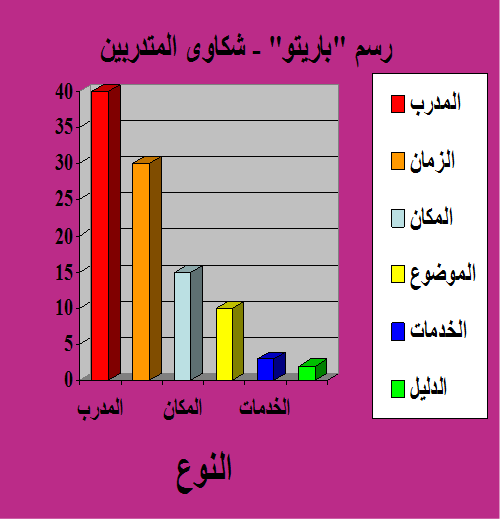 رسم "باريتو" - شكاوى المتدربين
40
35
30
25
20
15
10
5
0
المدرب
المكان
الخدمات
النوع
المدرب
الزمان
المكان
الموضوع
الخدمات
الدليل